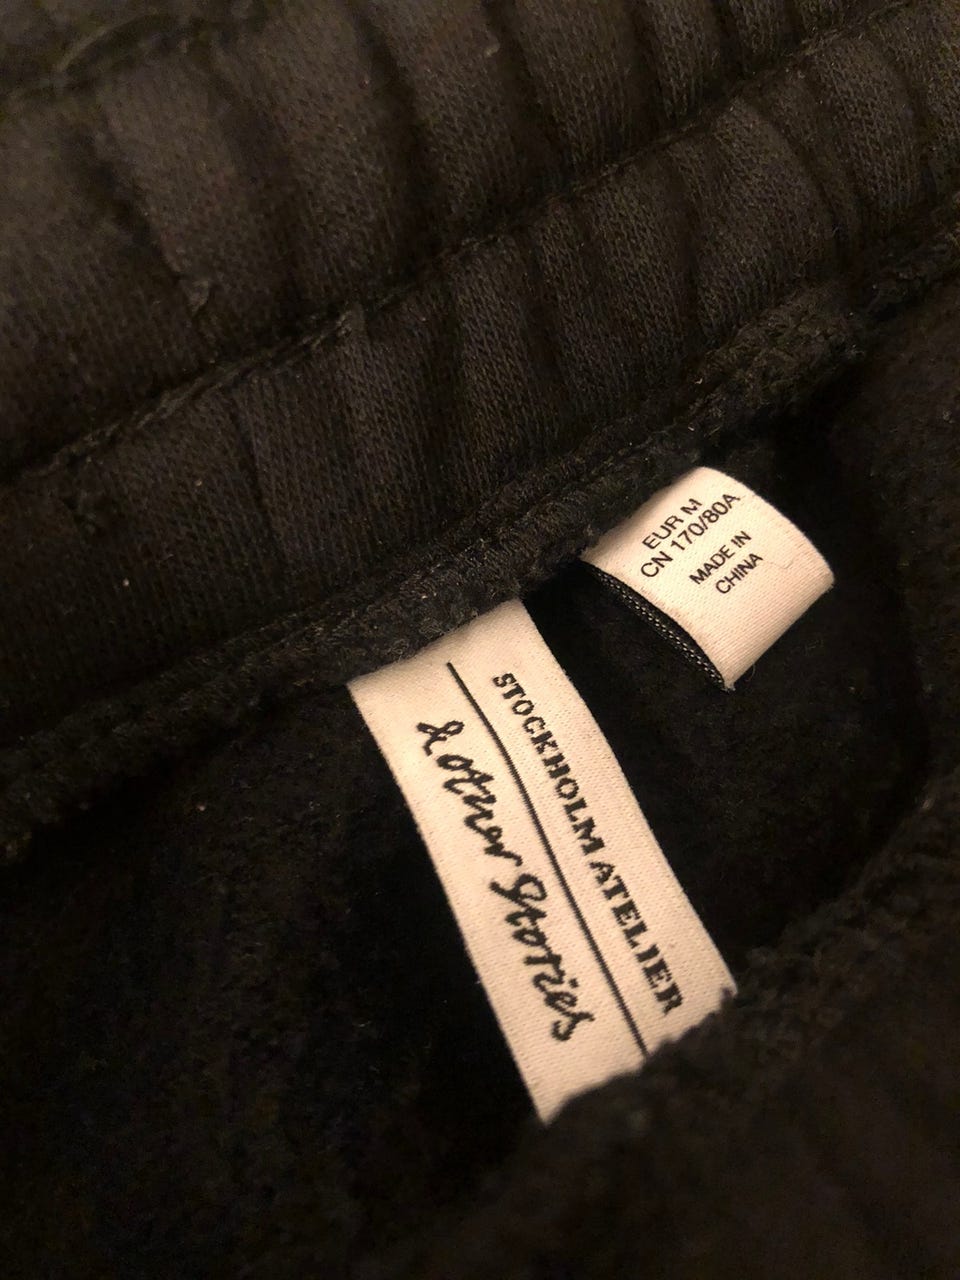 EUR M
CN 170/80A
MADE IN
CHINA
STOCKHOLM ATELIER
& other Stories